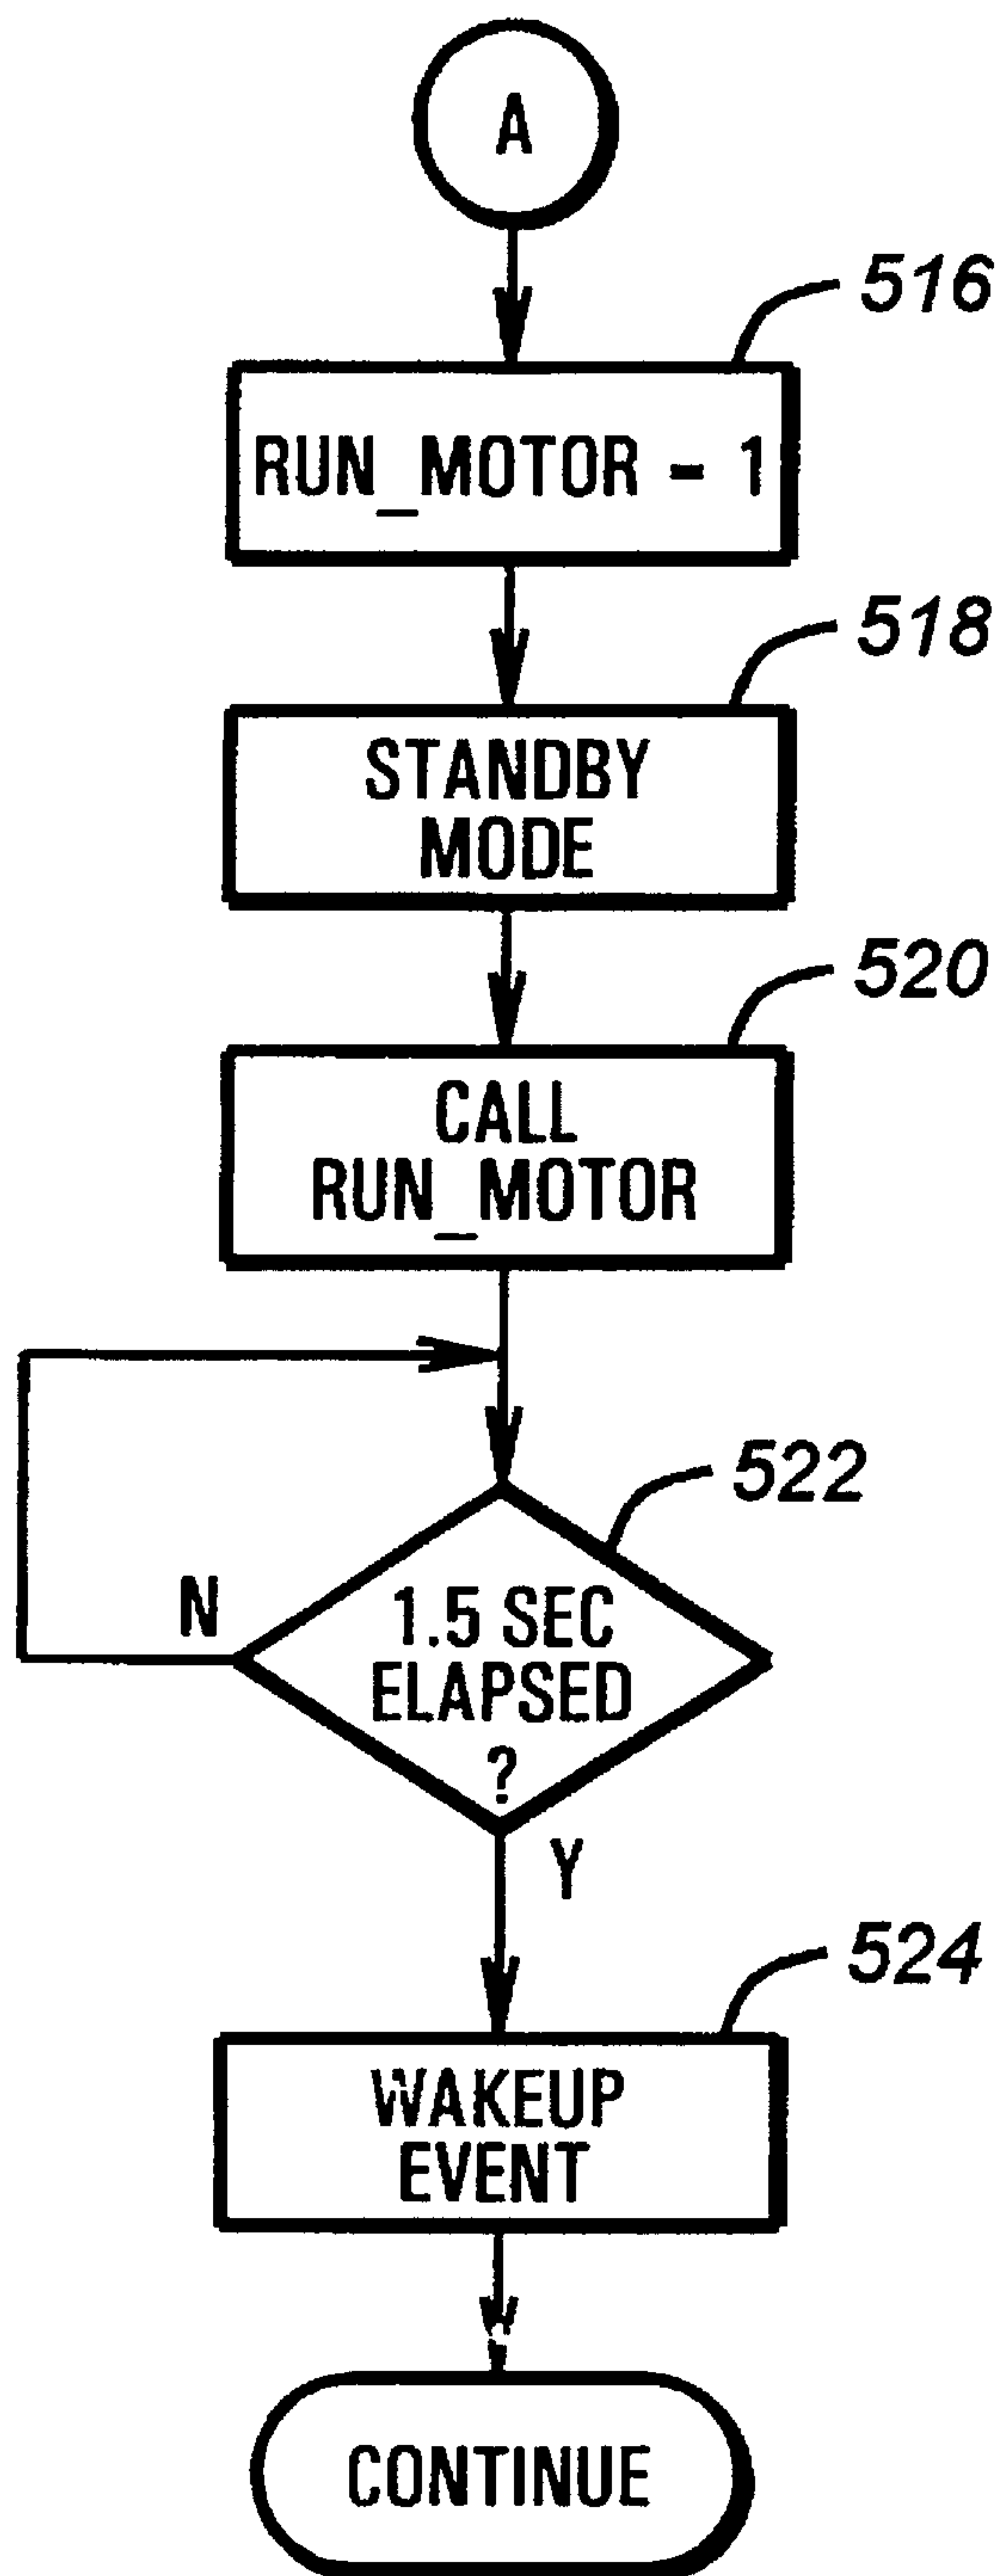 A
516
RUN_MOTOR - 1
518
STANDBY
MODE
520
CALL
RUN_MOTOR
522
N
1.5 SEC
ELAPSED
?
Y
524
WAKEUP
EVENT
CONTINUE